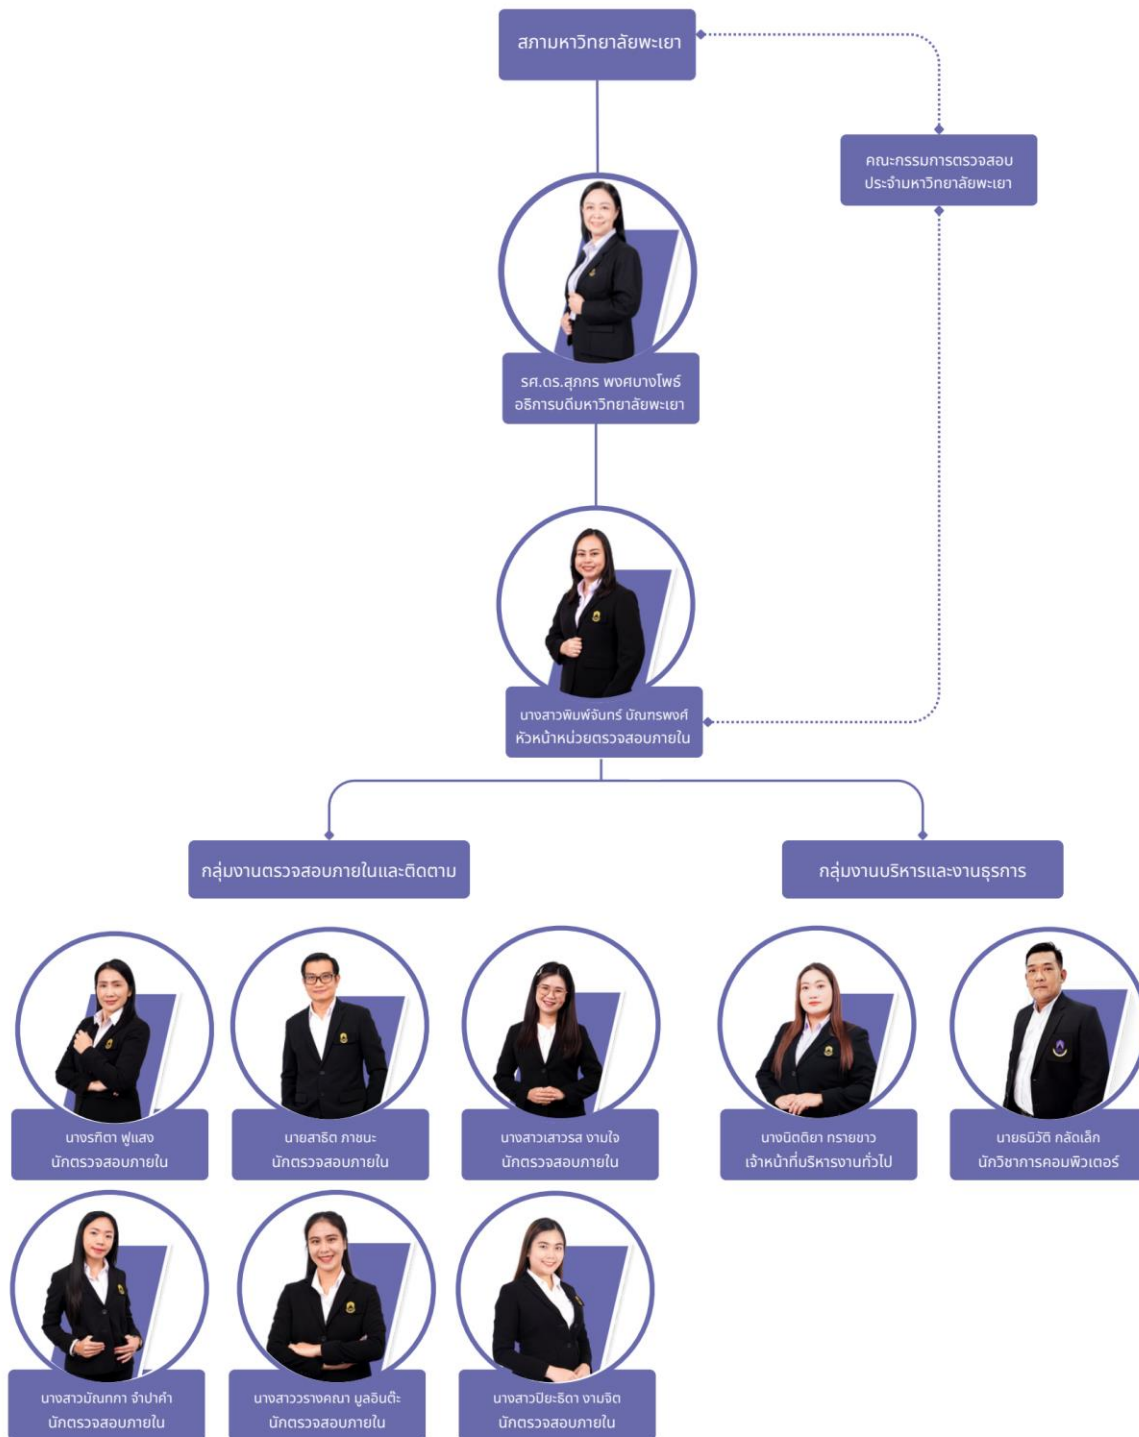 สภามหาวิทยาลัยพะเยา
คณะกรรมการตรวจสอบ
ประจำมหาวิทยาลัยพะเยา
รศ.ดร.สุภกร พงศบางโพธิ์
อธิการบดีมหาวิทยาลัยพะเยา
นางสาวพิมพ์จันทร์ บัณฑรพงศ์
หัวหน้าหน่วยตรวจสอบภายใน
กลุ่มงานตรวจสอบภายในและติดตาม
กลุ่มงานบริหารและงานธุรการ
นางรฑิตา ฟูแสง
นักตรวจสอบภายใน
นายสาธิต ภาชนะ
นักตรวจสอบภายใน
นางสาวเสาวรส งามใจ
นักตรวจสอบภายใน
นางนิตติยา ทรายขาว
เจ้าหน้าที่บริหารงานทั่วไป
นายธนิวัติ กลัดเล็ก
นักวิชาการคอมพิวเตอร์
นางสาวมัณฑกา จำปาคำ
นักตรวจสอบภายใน
นางสาววรางคณา มูลอินต๊ะ
นักตรวจสอบภายใน
นางสาวปิยะธิดา งามจิต
นักตรวจสอบภายใน